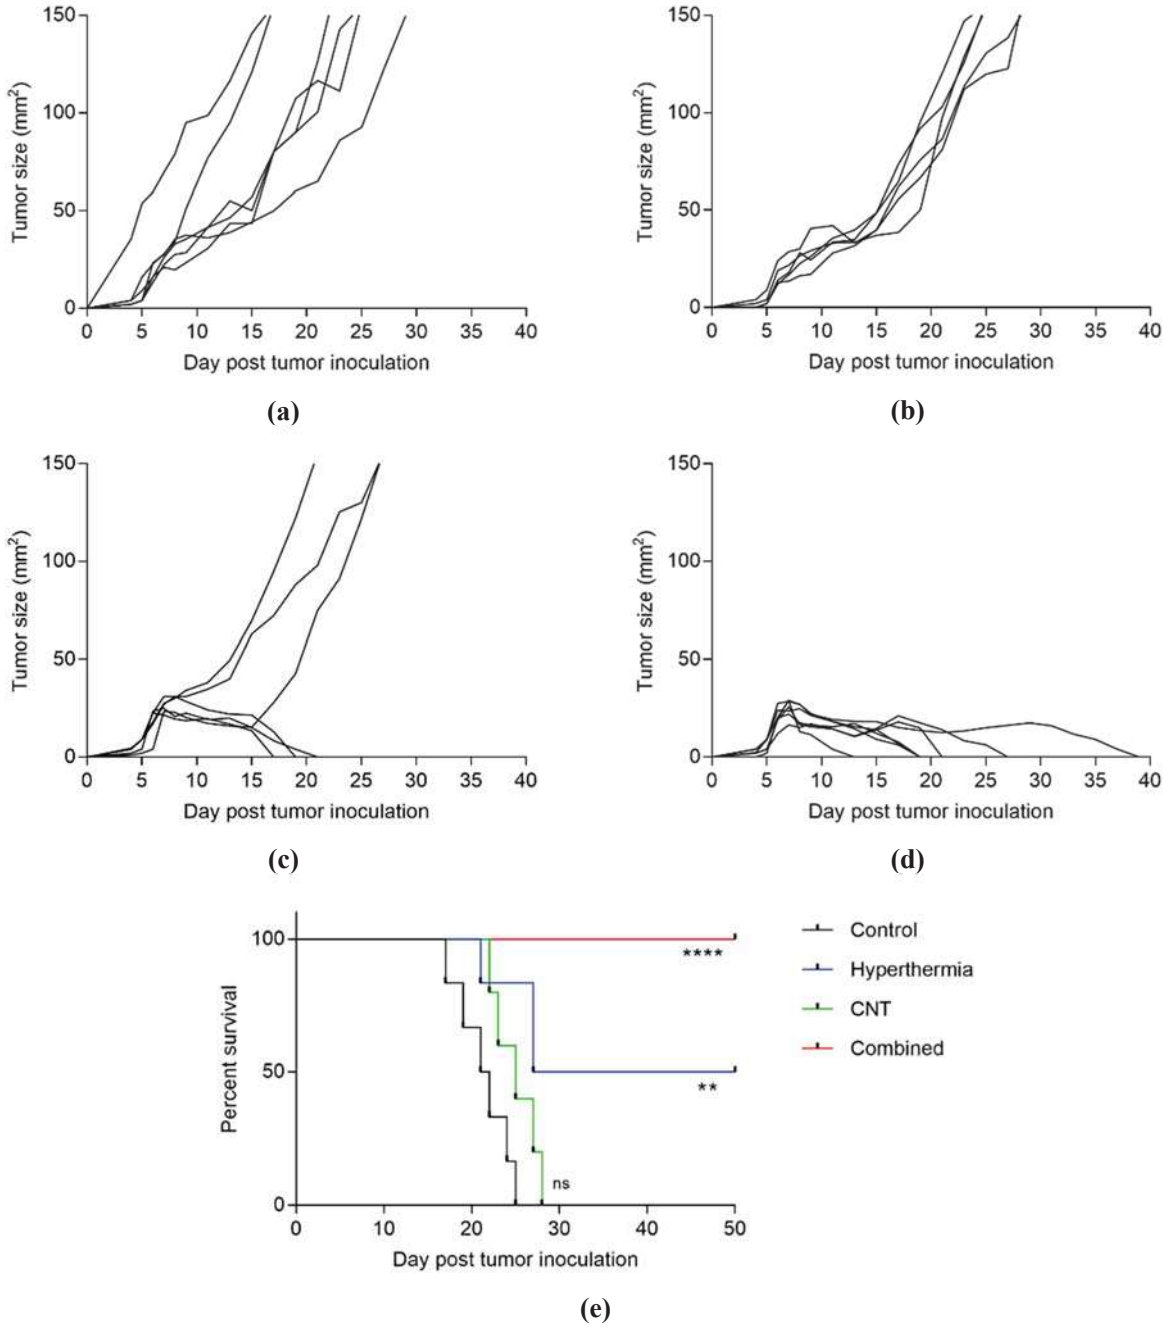 150
100
50
0
Tumor size (mm²)
0 5 10 15 20 25 30 35 40
Day post tumor inoculation
(a)
150
100
50
0
Tumor size (mm²)
0 5 10 15 20 25 30 35 40
Day post tumor inoculation
(b)
150
100
50
0
Tumor size (mm²)
0 5 10 15 20 25 30 35 40
Day post tumor inoculation
(c)
150
100
50
0
Tumor size (mm²)
0 5 10 15 20 25 30 35 40
Day post tumor inoculation
(d)
100
50
0
Percent survival
****
**
ns
0 10 20 30 40 50
Day post tumor inoculation
Control
Hyperthermia
CNT
Combined
(e)